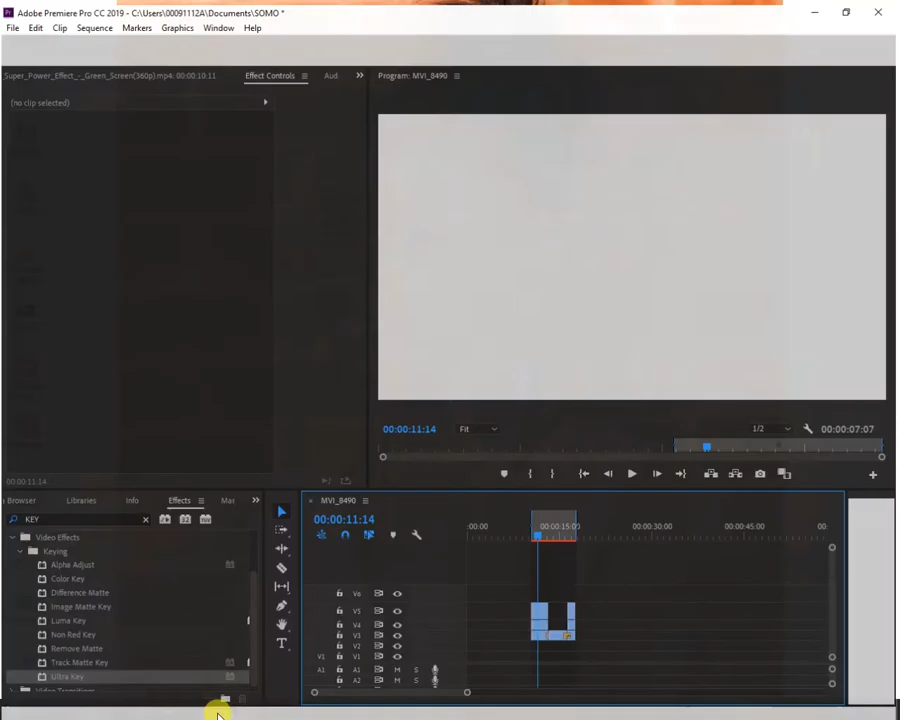 Adobe Premiere Pro CC 2019 - C:\Users\00091112A\Documents\SOMO *
File Edit Clip Sequence Markers Graphics Window Help
_Super_Power_Effect_-_Green_Screen(360p).mp4: 00:00:10:11 Effect Controls Aud Program: MVI_8490
(no clip selected)
00:00:11:14 Fit 1/2 00:00:07:07
00:00:11:14
Browser Libraries Info Effects Mar
KEY
Video Effects
Keying
Alpha Adjust
Color Key
Difference Matte
Image Matte Key
Luma Key
Non Red Key
Remove Matte
Track Matte Key
Ultra Key
Video Transitions
MVI_8490
00:00:11:14
:00:00 00:00:15:00 00:00:30:00 00:00:45:00 00:
V6
V5
V4
V3
V2
V1 V1
A1 A1 M S
A2 M S